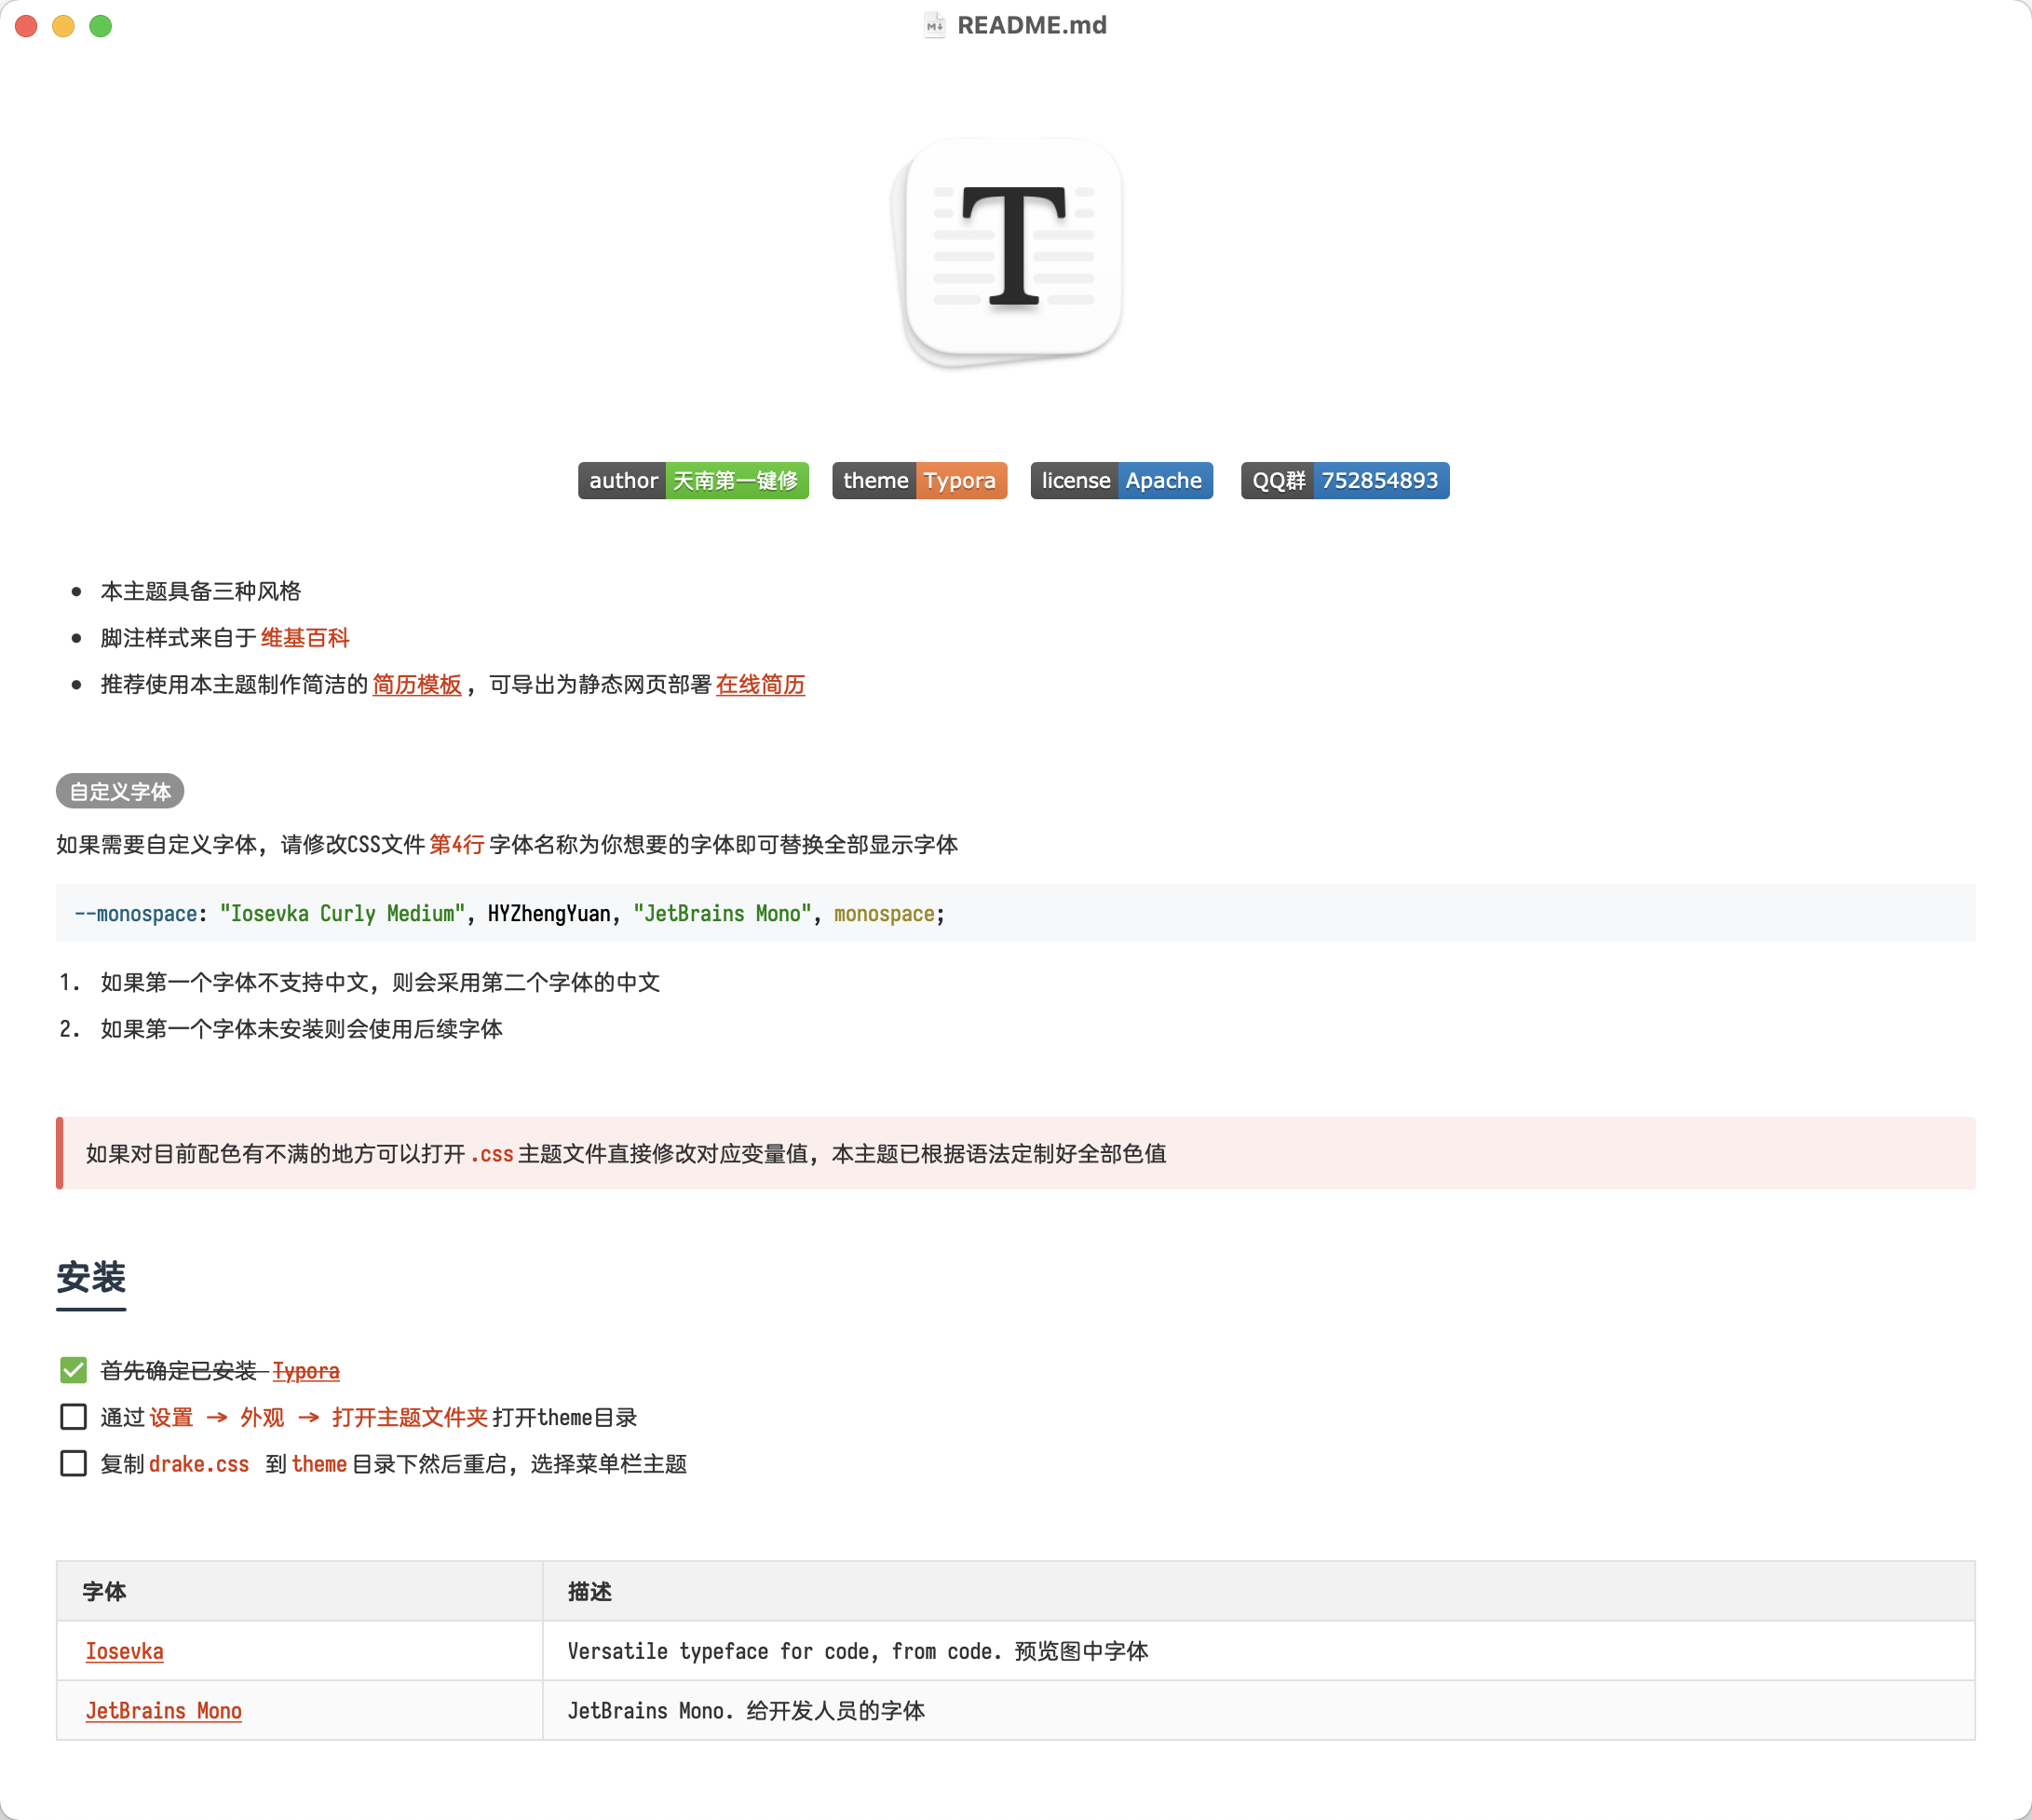 README.md
T
author 天南第一键修 theme Typora license Apache QQ群 752854893
本主题具备三种风格
脚注样式来自于 维基百科
推荐使用本主题制作简洁的 简历模板 ，可导出为静态网页部署 在线简历
自定义字体
如果需要自定义字体，请修改CSS文件 第4行 字体名称为你想要的字体即可替换全部显示字体
--monospace: "Iosevka Curly Medium", HYZhengYuan, "JetBrains Mono", monospace;
1. 如果第一个字体不支持中文，则会采用第二个字体的中文
2. 如果第一个字体未安装则会使用后续字体
如果对目前配色有不满的地方可以打开 .css 主题文件直接修改对应变量值，本主题已根据语法定制好全部色值
安装
首先确定已安装 Typora
通过 设置 → 外观 → 打开主题文件夹 打开theme目录
复制 drake.css 到 theme 目录下然后重启，选择菜单栏主题
字体 描述
Iosevka Versatile typeface for code, from code. 预览图中字体
JetBrains Mono JetBrains Mono. 给开发人员的字体